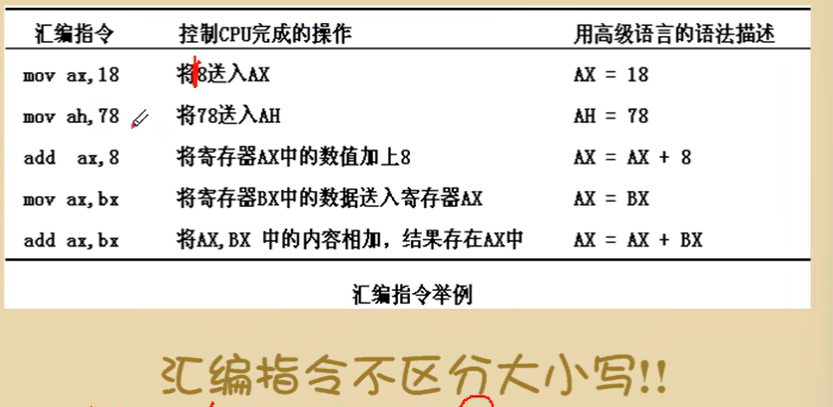 汇编指令 控制CPU完成的操作 用高级语言的语法描述
mov ax,18 将8送入AX AX = 18
mov ah,78 将78送入AH AH = 78
add ax,8 将寄存器AX中的数值加上8 AX = AX + 8
mov ax,bx 将寄存器BX中的数据送入寄存器AX AX = BX
add ax,bx 将AX,BX 中的内容相加，结果存在AX中 AX = AX + BX
汇编指令举例
汇编指令不区分大小写!!